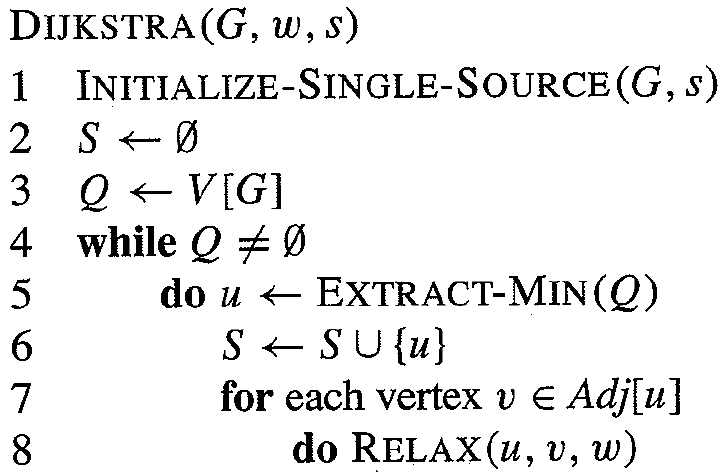 DIJKSTRA(G, w, s)
1 INITIALIZE-SINGLE-SOURCE(G, s)
2 S ← ∅
3 Q ← V[G]
4 while Q ≠ ∅
5 do u ← EXTRACT-MIN(Q)
6 S ← S ∪ {u}
7 for each vertex v ∈ Adj[u]
8 do RELAX(u, v, w)